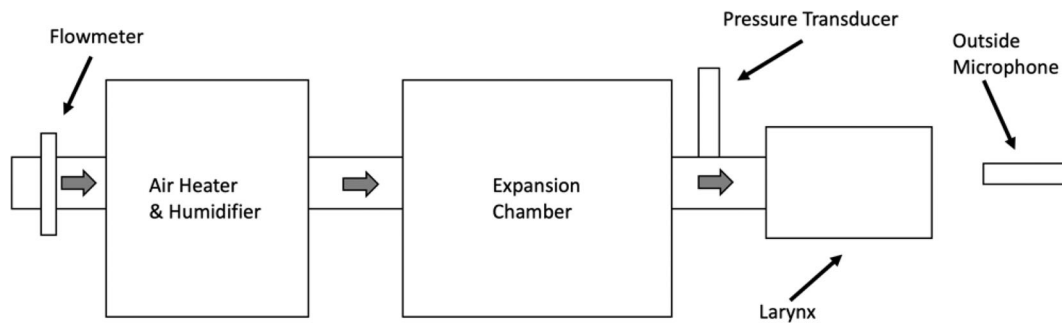 Flowmeter
Pressure Transducer
Outside
Microphone
Air Heater
& Humidifier
Expansion
Chamber
Larynx